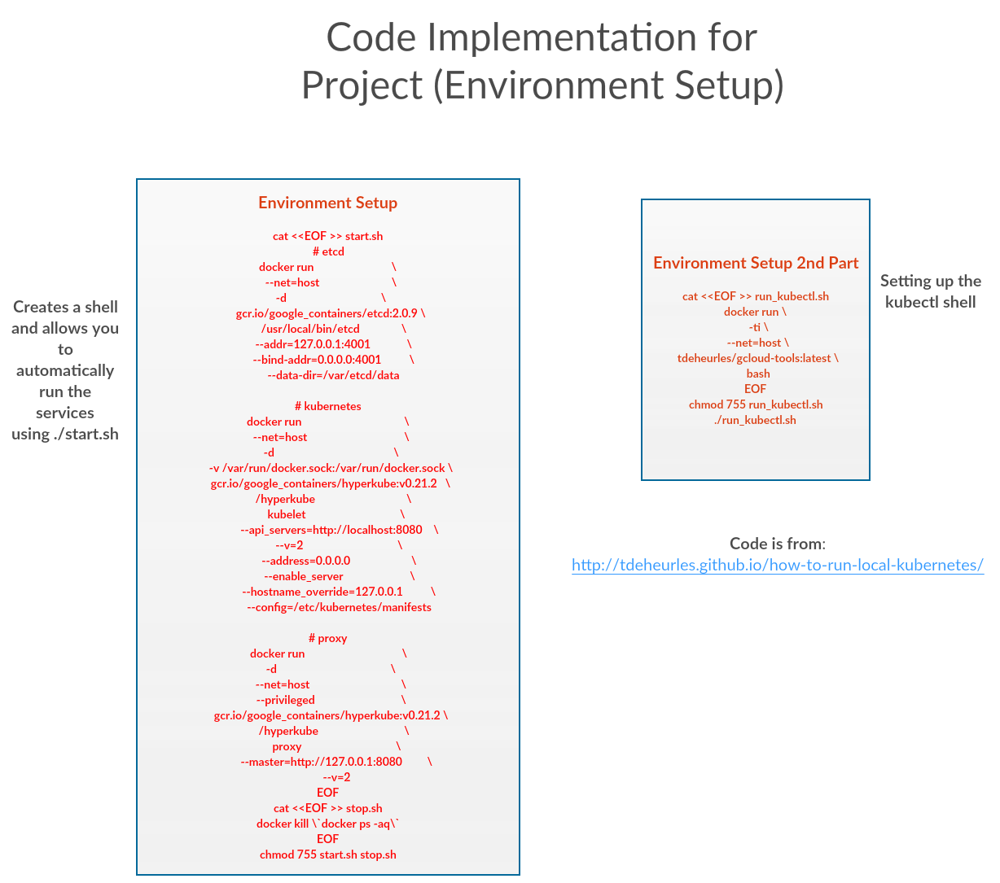 Code Implementation for
Project (Environment Setup)
Creates a shell
and allows you
to
automatically
run the
services
using ./start.sh
Environment Setup
cat <<EOF >> start.sh
# etcd
docker run \
--net=host \
-d \
gcr.io/google_containers/etcd:2.0.9 \
/usr/local/bin/etcd \
--addr=127.0.0.1:4001 \
--bind-addr=0.0.0.0:4001 \
--data-dir=/var/etcd/data
# kubernetes
docker run \
--net=host \
-d \
-v /var/run/docker.sock:/var/run/docker.sock \
gcr.io/google_containers/hyperkube:v0.21.2 \
/hyperkube \
kubelet \
--api_servers=http://localhost:8080 \
--v=2 \
--address=0.0.0.0 \
--enable_server \
--hostname_override=127.0.0.1 \
--config=/etc/kubernetes/manifests
# proxy
docker run \
-d \
--net=host \
--privileged \
gcr.io/google_containers/hyperkube:v0.21.2 \
/hyperkube \
proxy \
--master=http://127.0.0.1:8080 \
--v=2
EOF
cat <<EOF >> stop.sh
docker kill \`docker ps -aq\`
EOF
chmod 755 start.sh stop.sh
Environment Setup 2nd Part
cat <<EOF >> run_kubectl.sh
docker run \
-ti \
--net=host \
tdeheurles/gcloud-tools:latest \
bash
EOF
chmod 755 run_kubectl.sh
./run_kubectl.sh
Setting up the
kubectl shell
Code is from:
http://tdeheurles.github.io/how-to-run-local-kubernetes/